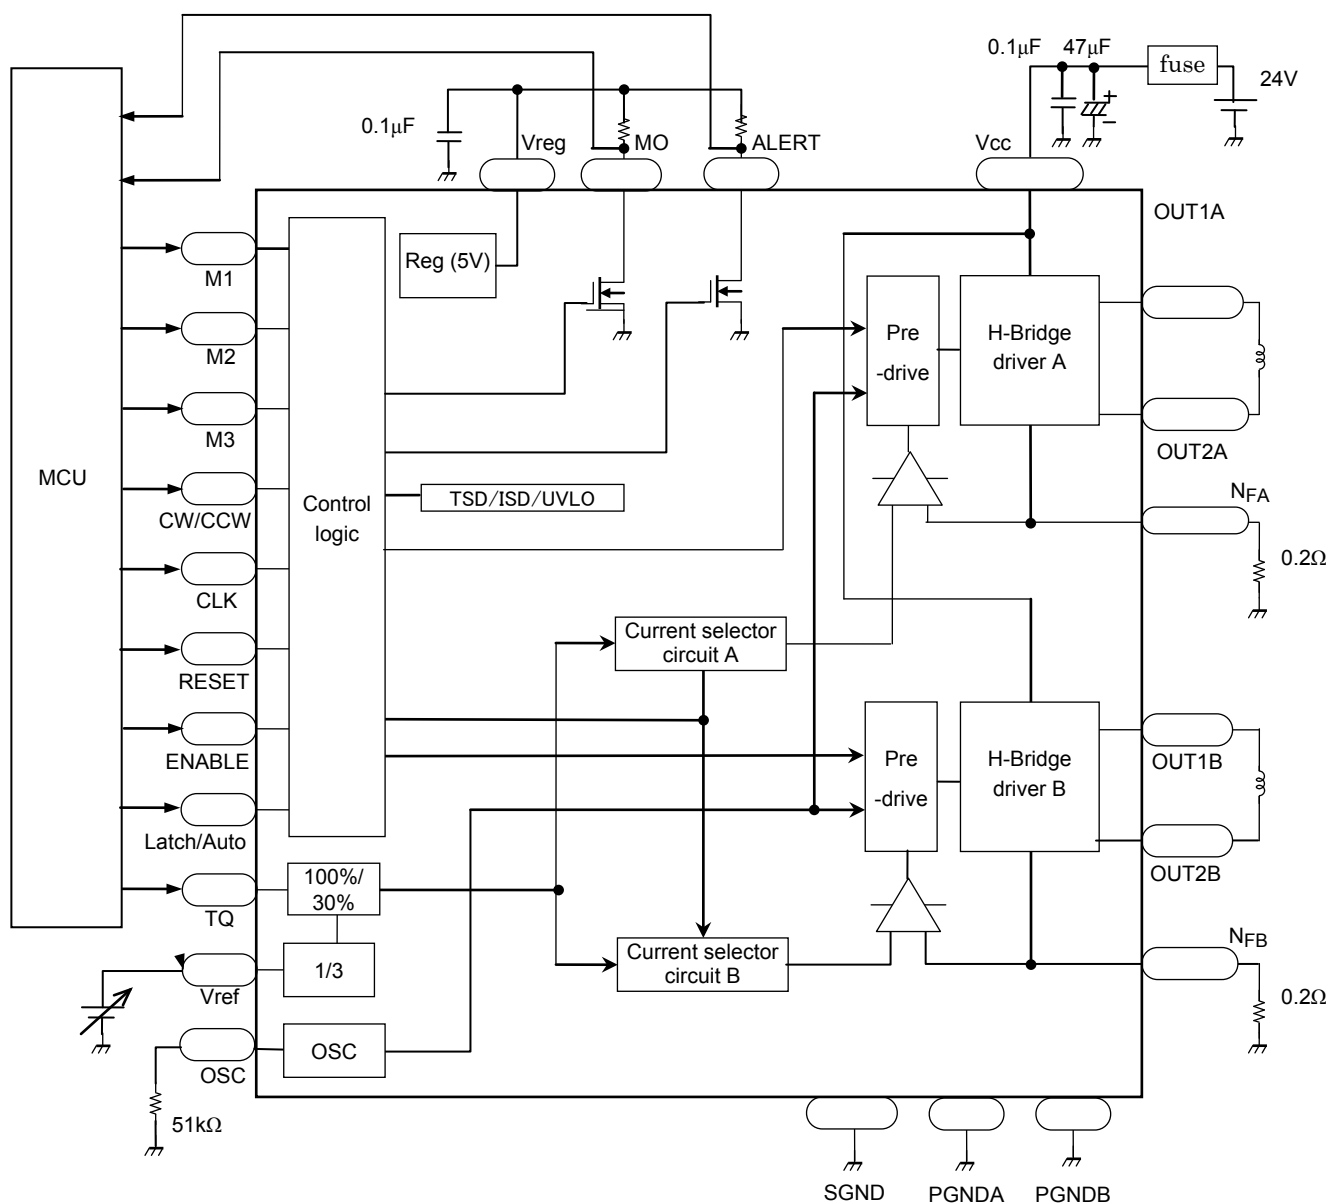 0.1μF
47μF
fuse
24V
0.1μF
Vreg
MO
ALERT
Vcc
OUT1A
M1
Reg (5V)
Pre
-drive
H-Bridge
driver A
M2
M3
OUT2A
MCU
CW/CCW
Control
logic
TSD/ISD/UVLO
NFA
0.2Ω
CLK
Current selector
circuit A
RESET
ENABLE
Pre
-drive
H-Bridge
driver B
OUT1B
Latch/Auto
OUT2B
100%/
30%
TQ
Current selector
circuit B
NFB
1/3
Vref
0.2Ω
OSC
OSC
51kΩ
SGND
PGNDA
PGNDB